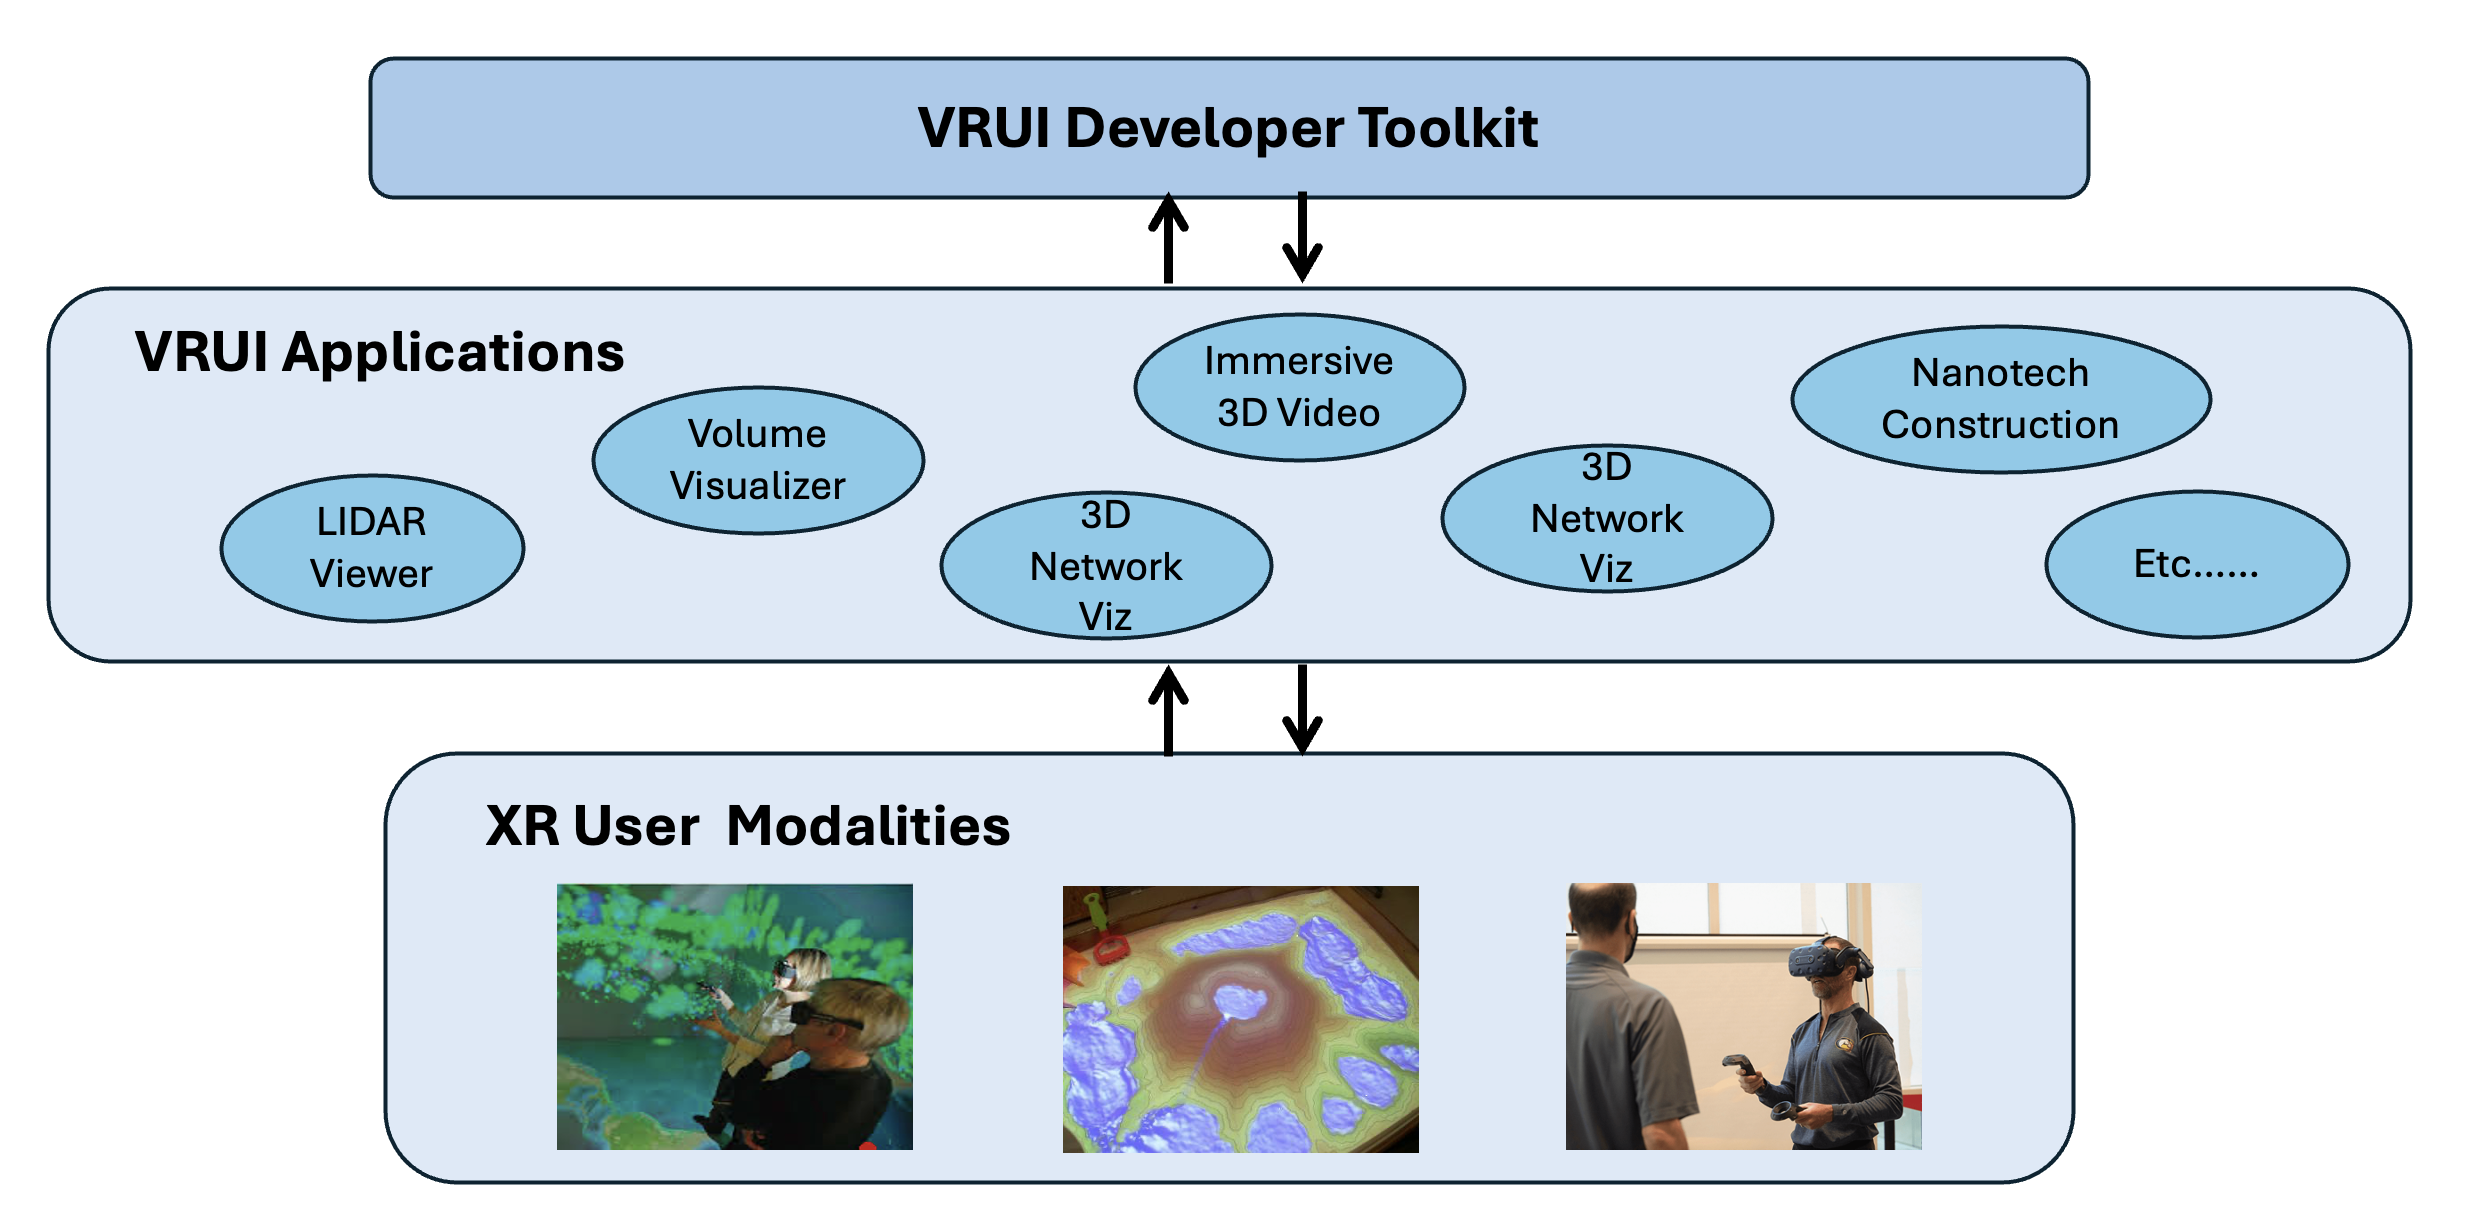 VRUI Developer Toolkit
VRUI Applications
LIDAR
Viewer
Volume
Visualizer
3D
Network
Viz
Immersive
3D Video
3D
Network
Viz
Nanotech
Construction
Etc......
XR User  Modalities